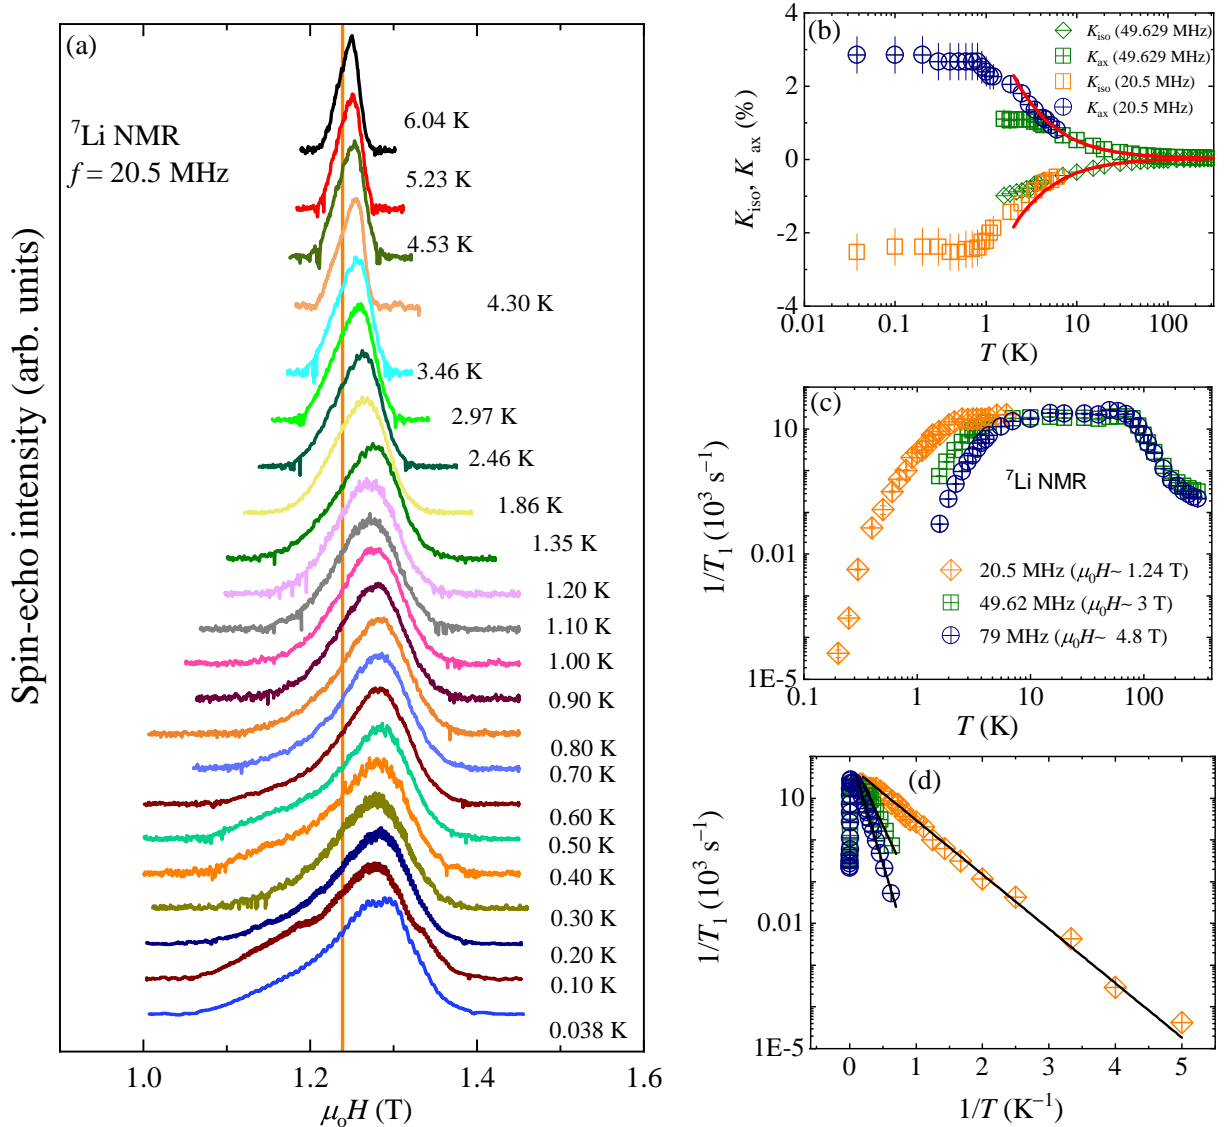 (a)
⁷Li NMR
f = 20.5 MHz
6.04 K
5.23 K
4.53 K
4.30 K
3.46 K
2.97 K
2.46 K
1.86 K
1.35 K
1.20 K
1.10 K
1.00 K
0.90 K
0.80 K
0.70 K
0.60 K
0.50 K
0.40 K
0.30 K
0.20 K
0.10 K
0.038 K
Spin-echo intensity (arb. units)
1.0 1.2 1.4 1.6
μₒH (T)
(b)
K_iso (49.629 MHz)
K_ax (49.629 MHz)
K_iso (20.5 MHz)
K_ax (20.5 MHz)
4
2
0
-2
-4
K_iso, K_ax (%)
0.01 0.1 1 10 100
T (K)
(c)
10
0.01
1E-5
1/T₁ (10³ s⁻¹)
⁷Li NMR
20.5 MHz (μ₀H~ 1.24 T)
49.62 MHz (μ₀H~ 3 T)
79 MHz (μ₀H~ 4.8 T)
0.1 1 10 100
T (K)
(d)
10
0.01
1E-5
1/T₁ (10³ s⁻¹)
0 1 2 3 4 5
1/T (K⁻¹)